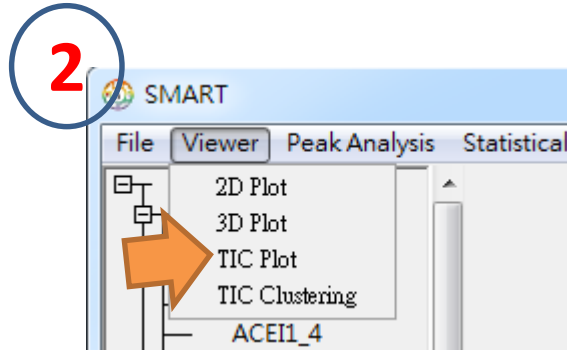 2
SMART
File Viewer Peak Analysis Statistical
2D Plot
3D Plot
TIC Plot
TIC Clustering
ACEI1_4